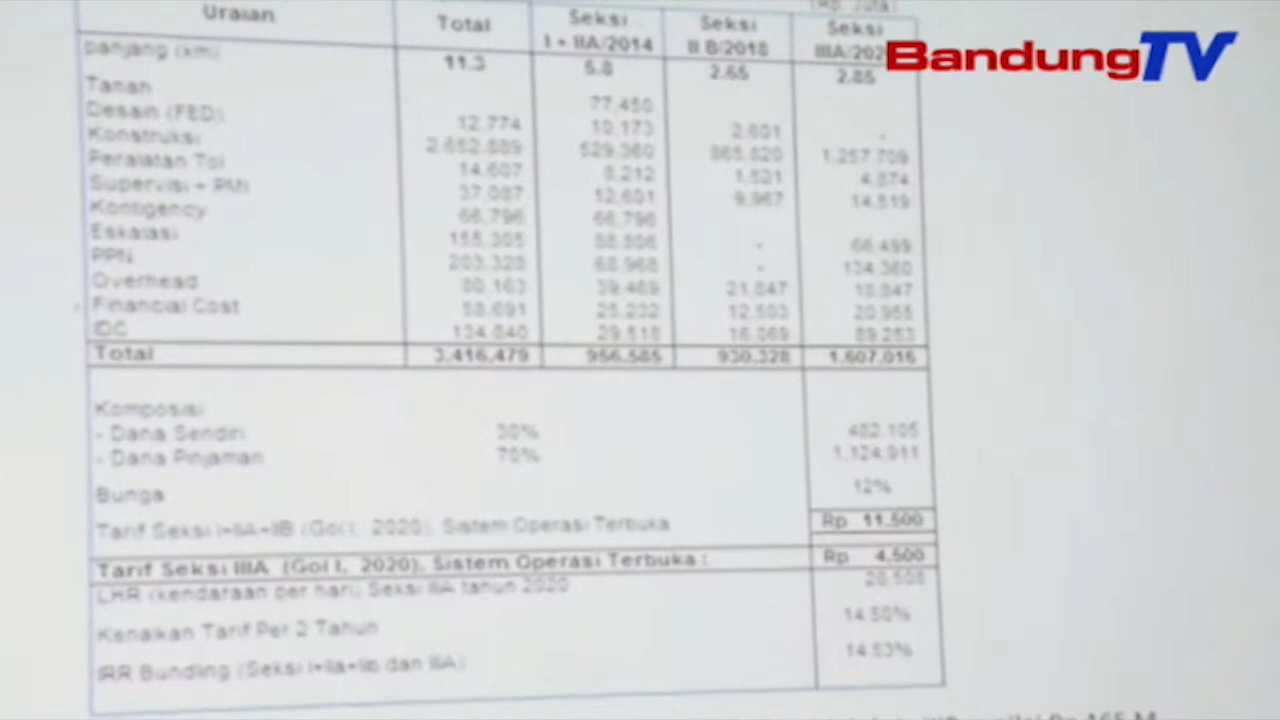 (Rp. Juta)
Uraian Total Seksi I + IIA/2014 Seksi II B/2018 Seksi IIIA/202
BandungTV
panjang (km) 11.3 5.8 2.65 2.85
Tanah 77,450
Desain (FED) 12,774 10,173 2,601 -
Konstruksi 2,652,889 529,360 865,820 1,257,709
Peralatan Tol 14,607 8,212 1,521 4,874
Supervisi + PMI 37,087 12,601 9,967 14,519
Kontigency 66,796 66,796
Eskalasi 155,305 88,806 - 66,499
PPN 203,328 68,968 - 134,360
Overhead 80,163 39,469 21,847 18,847
Financial Cost 58,691 25,232 12,503 20,955
IDC 134,840 29,518 16,069 89,253
Total 3,416,479 956,585 930,328 1,607,016
Komposisi
- Dana Sendiri 30% 482,105
- Dana Pinjaman 70% 1,124,911
Bunga 12%
Tarif Seksi I+IIA+IIB (Gol I, 2020), Sistem Operasi Terbuka Rp 11,500
Tarif Seksi IIIA (Gol I, 2020), Sistem Operasi Terbuka : Rp 4,500
LHR (kendaraan per hari) Seksi IIIA tahun 2020 28,508
Kenaikan Tarif Per 2 Tahun 14.50%
IRR Bundling (Seksi I+IIa+IIb dan IIIA) 14.53%
Rp 165 M